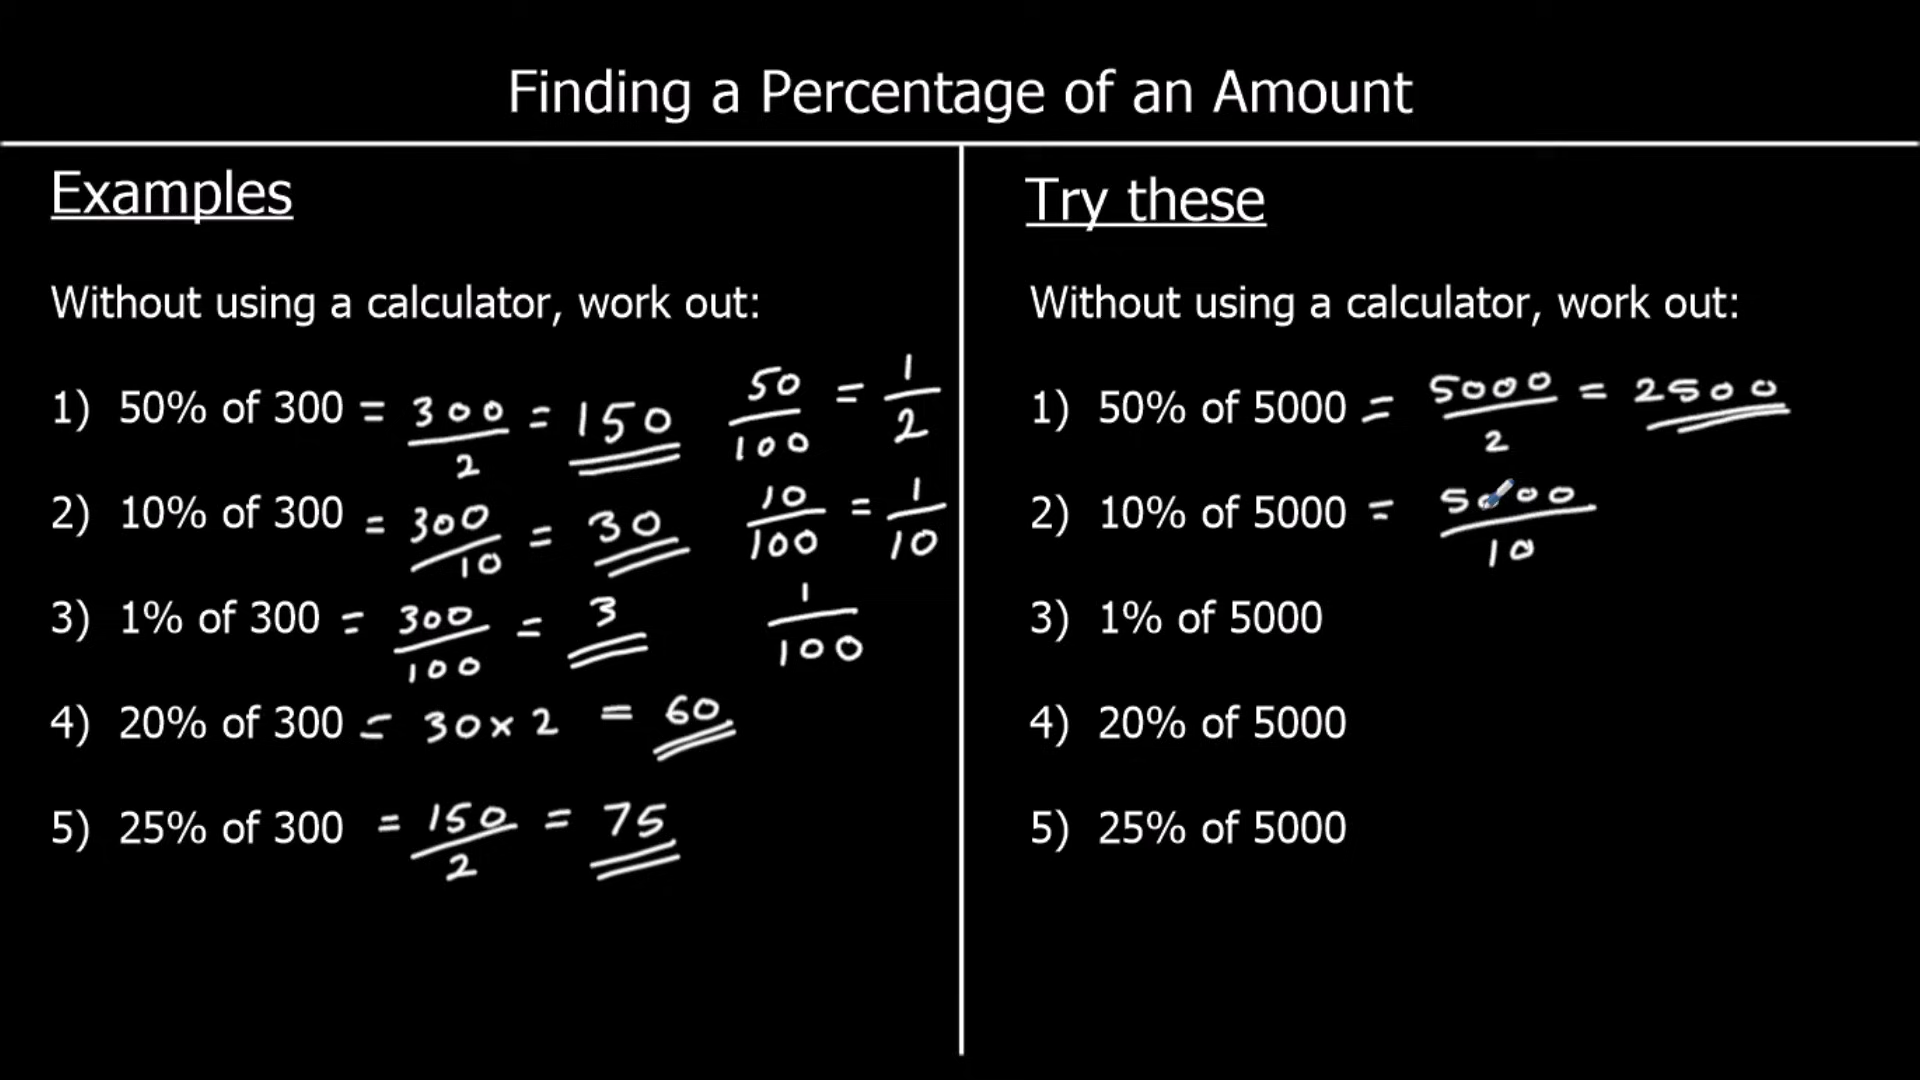 Finding a Percentage of an Amount
Examples
Without using a calculator, work out:
1) 50% of 300 = 300/2 = 150 50/100 = 1/2
2) 10% of 300 = 300/10 = 30 10/100 = 1/10
3) 1% of 300 = 300/100 = 3 1/100
4) 20% of 300 = 30 × 2 = 60
5) 25% of 300 = 150/2 = 75
Try these
Without using a calculator, work out:
1) 50% of 5000 = 5000/2 = 2500
2) 10% of 5000 = 5000/10
3) 1% of 5000
4) 20% of 5000
5) 25% of 5000